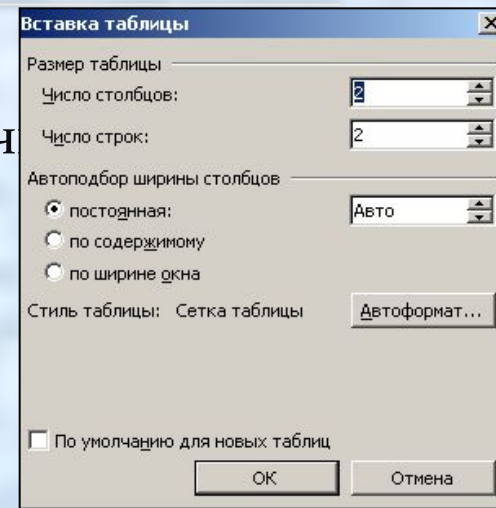 Вставка таблицы
Размер таблицы
Число столбцов: 2
Число строк: 2
Автоподбор ширины столбцов
постоянная: Авто
по содержимому
по ширине окна
Стиль таблицы: Сетка таблицы Автоформат...
По умолчанию для новых таблиц
ОК Отмена